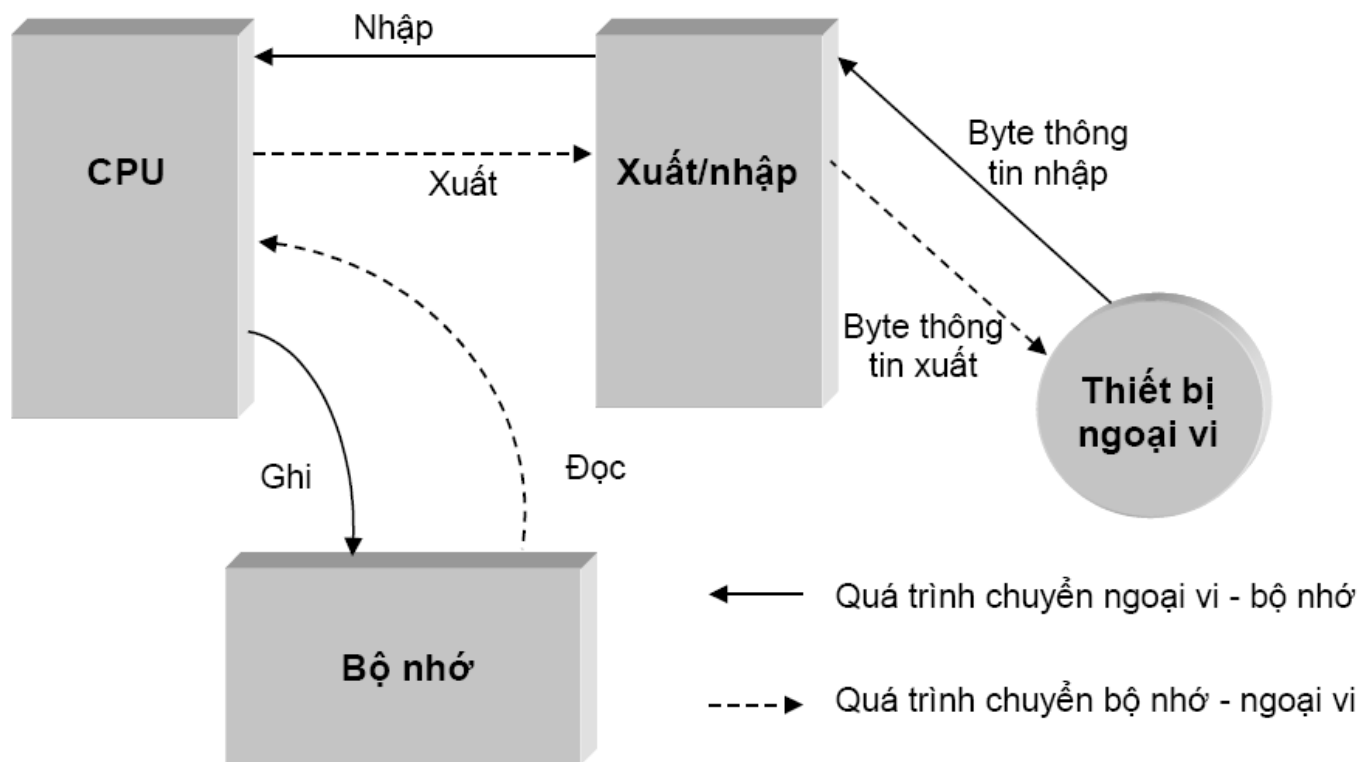 Nhập
CPU
Xuất
Xuất/nhập
Byte thông
tin nhập
Byte thông
tin xuất
Thiết bị
ngoại vi
Ghi
Đọc
Bộ nhớ
Quá trình chuyển ngoại vi - bộ nhớ
Quá trình chuyển bộ nhớ - ngoại vi